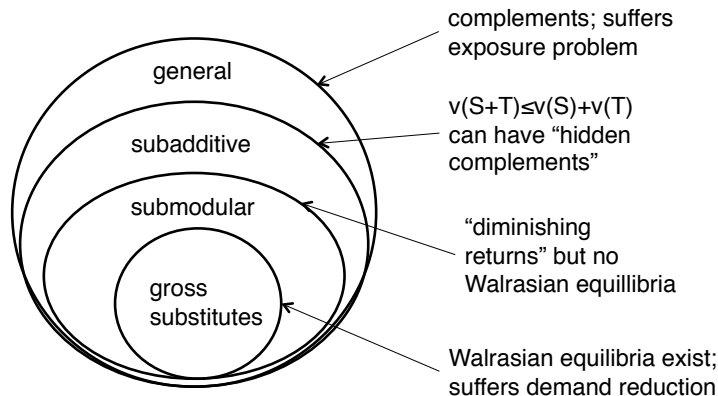 complements; suffers
exposure problem
general
v(S+T)≤v(S)+v(T)
can have “hidden
complements”
subadditive
submodular
“diminishing
returns” but no
Walrasian equillibria
gross
substitutes
Walrasian equilibria exist;
suffers demand reduction